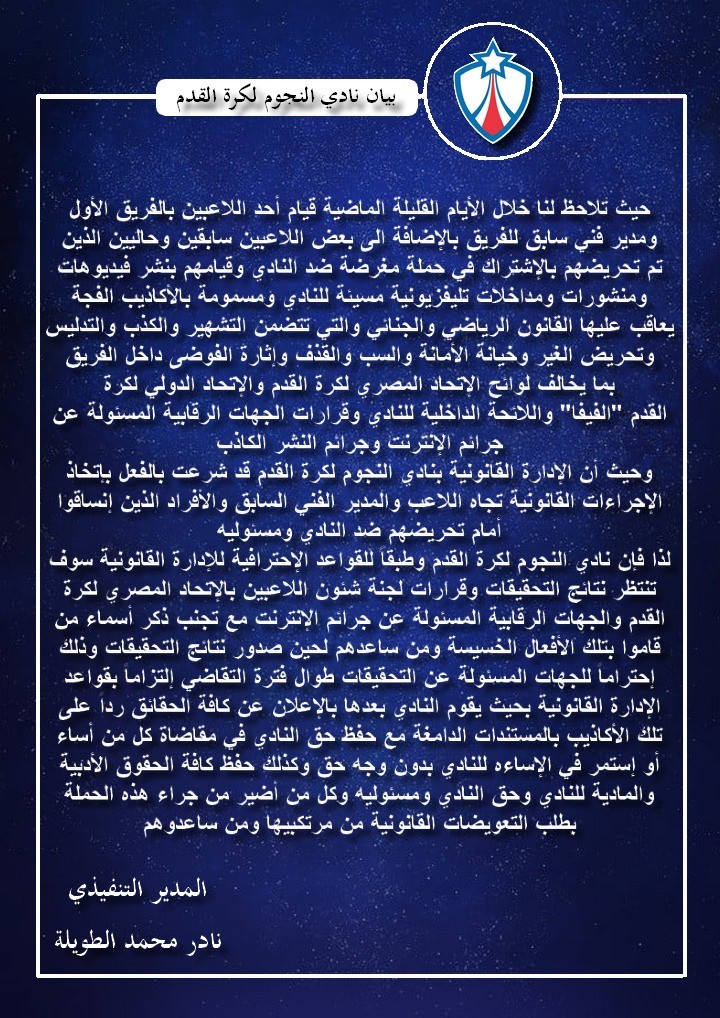 بيان نادي النجوم لكرة القدم
حيث تلاحظ لنا خلال الأيام القليلة الماضية قيام أحد اللاعبين بالفريق الأول
ومدير فني سابق للفريق بالإضافة الى بعض اللاعبين سابقين وحاليين الذين
تم تحريضهم بالإشتراك في حملة مغرضة ضد النادي وقيامهم بنشر فيديوهات
ومنشورات ومداخلات تليفزيونية مسيئة للنادي ومسمومة بالأكاذيب الفجة
يعاقب عليها القانون الرياضي والجنائي والتي تتضمن التشهير والكذب والتدليس
وتحريض الغير وخيانة الأمانة والسب والقذف وإثارة الفوضى داخل الفريق
بما يخالف لوائح الإتحاد المصري لكرة القدم والإتحاد الدولي لكرة
القدم "الفيفا" واللائحة الداخلية للنادي وقرارات الجهات الرقابية المسئولة عن
جرائم الإنترنت وجرائم النشر الكاذب
وحيث أن الإدارة القانونية بنادي النجوم لكرة القدم قد شرعت بالفعل بإتخاذ
الإجراءات القانونية تجاه اللاعب والمدير الفني السابق والأفراد الذين إنساقوا
أمام تحريضهم ضد النادي ومسئوليه
لذا فإن نادي النجوم لكرة القدم وطبقاً للقواعد الإحترافية للإدارة القانونية سوف
تنتظر نتائج التحقيقات وقرارات لجنة شئون اللاعبين بالإتحاد المصري لكرة
القدم والجهات الرقابية المسئولة عن جرائم الانترنت مع تجنب ذكر أسماء من
قاموا بتلك الأفعال الخسيسة ومن ساعدهم لحين صدور نتائج التحقيقات وذلك
إحتراماً للجهات المسئولة عن التحقيقات طوال فترة التقاضي إلتزاماً بقواعد
الإدارة القانونية بحيث يقوم النادي بعدها بالإعلان عن كافة الحقائق رداً على
تلك الأكاذيب بالمستندات الدامغة مع حفظ حق النادي في مقاضاة كل من أساء
أو إستمر في الإساءه للنادي بدون وجه حق وكذلك حفظ كافة الحقوق الأدبية
والمادية للنادي وحق النادي ومسئوليه وكل من أضير من جراء هذه الحملة
بطلب التعويضات القانونية من مرتكبيها ومن ساعدوهم
المدير التنفيذي
نادر محمد الطويلة